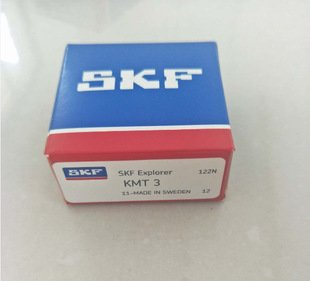 SKF
SKF
SKF Explorer 122N
KMT 3
11-MADE IN SWEDEN 12